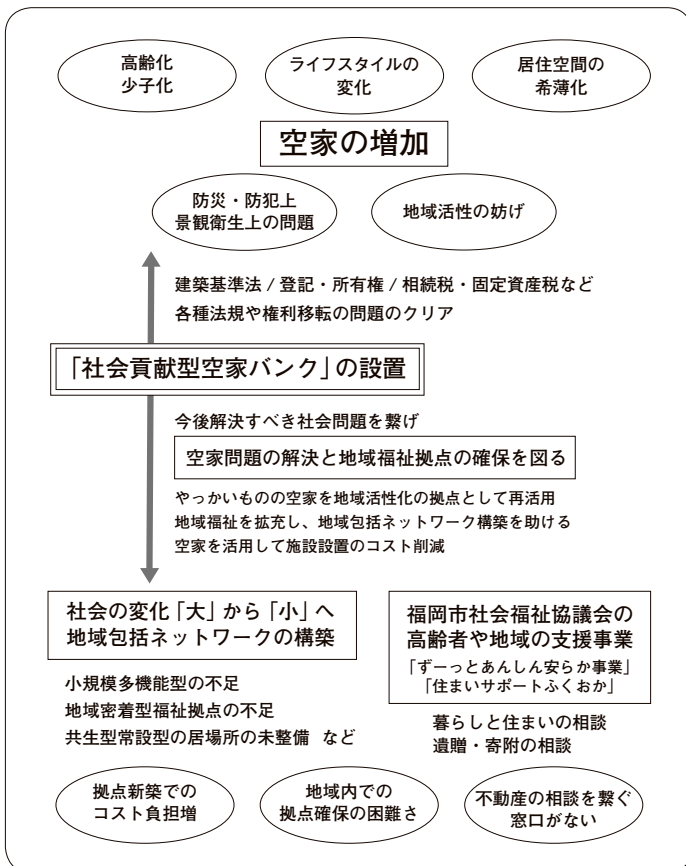 高齢化
少子化
ライフスタイルの
変化
居住空間の
希薄化
空家の増加
防災・防犯上
景観衛生上の問題
地域活性の妨げ
建築基準法 / 登記・所有権 / 相続税・固定資産税など
各種法規や権利移転の問題のクリア
「社会貢献型空家バンク」の設置
今後解決すべき社会問題を繋げ
空家問題の解決と地域福祉拠点の確保を図る
やっかいものの空家を地域活性化の拠点として再活用
地域福祉を拡充し、地域包括ネットワーク構築を助ける
空家を活用して施設設置のコスト削減
社会の変化「大」から「小」へ
地域包括ネットワークの構築
小規模多機能型の不足
地域密着型福祉拠点の不足
共生型常設型の居場所の未整備 など
福岡市社会福祉協議会の
高齢者や地域の支援事業
「ずーっとあんしん安らか事業」
「住まいサポートふくおか」
暮らしと住まいの相談
遺贈・寄附の相談
拠点新築での
コスト負担増
地域内での
拠点確保の困難さ
不動産の相談を繋ぐ
窓口がない